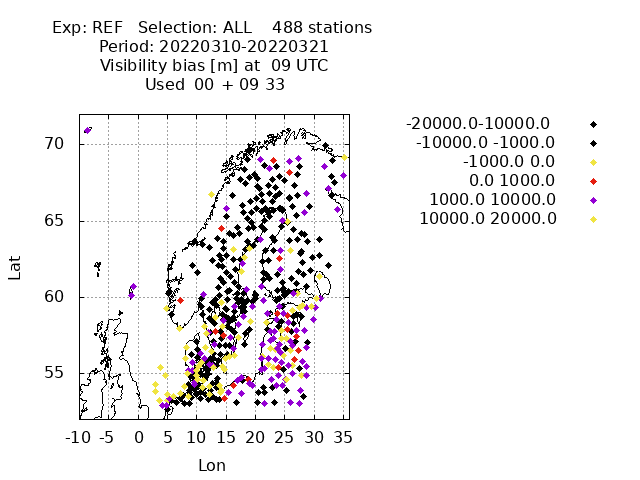 Exp: REF   Selection: ALL    488 stations
Period: 20220310-20220321
Visibility bias [m] at  09 UTC
Used  00 + 09 33
-20000.0-10000.0
-10000.0 -1000.0
-1000.0 0.0
0.0 1000.0
1000.0 10000.0
10000.0 20000.0
70
65
60
55
Lat
-10 -5 0 5 10 15 20 25 30 35
Lon